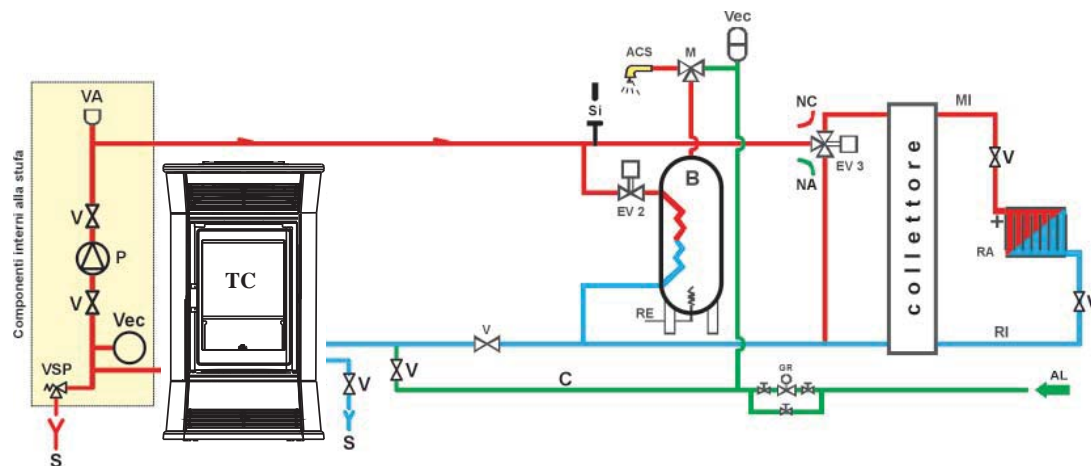 Componenti interni alla stufa
VA
V
P
V
Vec
VSP
S
TC
V
S
V
V
C
Si
EV 2
ACS
M
Vec
B
RE
NC
NA
EV 3
collettore
MI
V
+
RA
V
RI
GR
AL